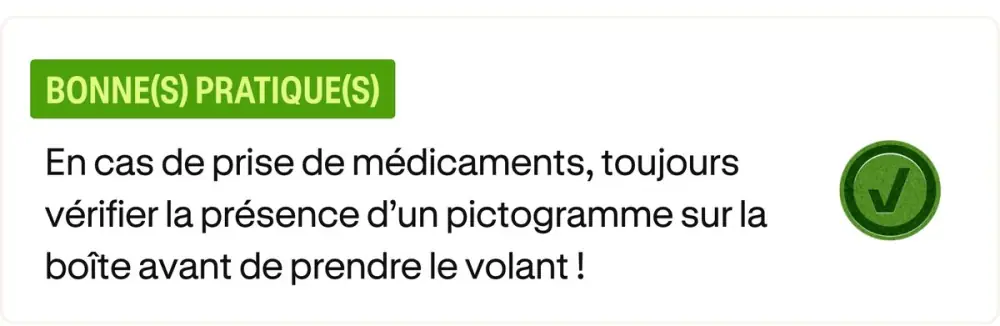 BONNE(S) PRATIQUE(S)
En cas de prise de médicaments, toujours
vérifier la présence d’un pictogramme sur la
boîte avant de prendre le volant !